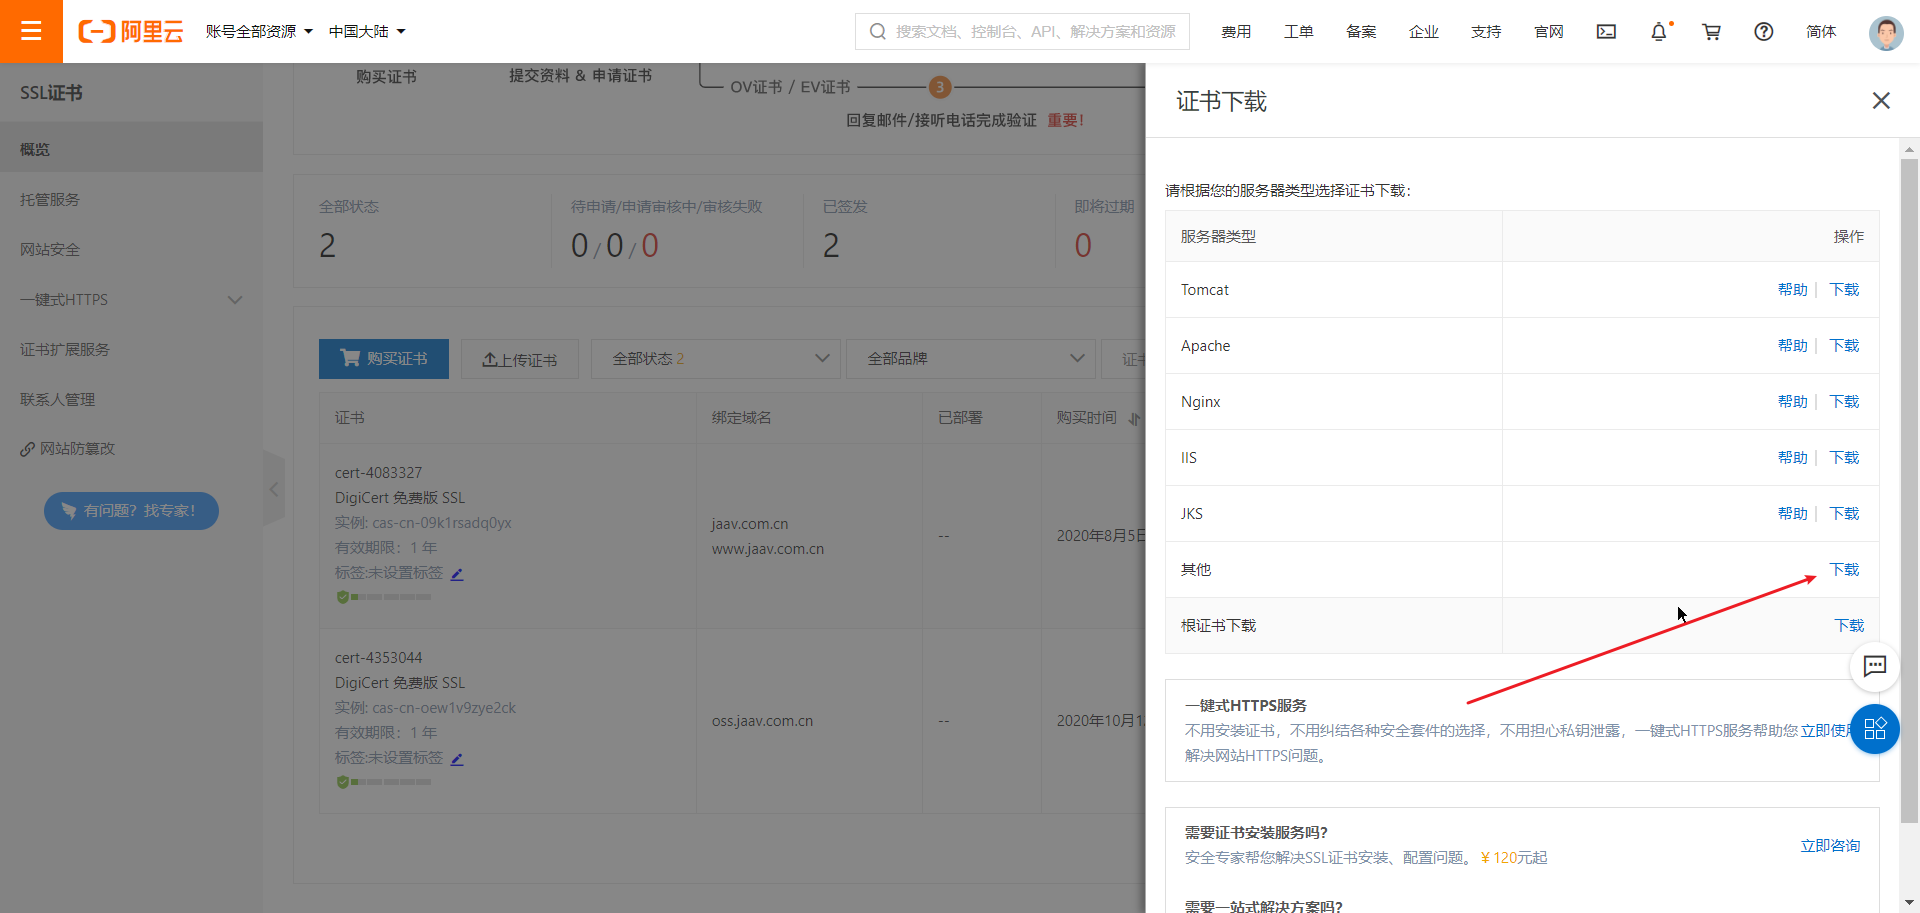 阿里云
账号全部资源
中国大陆
搜索文档、控制台、API、解决方案和资源
费用
工单
备案
企业
支持
官网
简体
SSL证书
概览
托管服务
网站安全
一键式HTTPS
证书扩展服务
联系人管理
网站防篡改
有问题？找专家！
购买证书
提交资料 & 申请证书
OV证书 / EV证书
3
回复邮件/接听电话完成验证 重要！
全部状态
2
待申请/申请审核中/审核失败
0 / 0 / 0
已签发
2
即将过期
0
购买证书
上传证书
全部状态 2
全部品牌
证书 绑定域名 已部署 购买时间
cert-4083327
DigiCert 免费版 SSL
实例: cas-cn-09k1rsadq0yx
有效期限：1 年
标签:未设置标签
jaav.com.cn
www.jaav.com.cn
--
2020年8月5日
cert-4353044
DigiCert 免费版 SSL
实例: cas-cn-oew1v9zye2ck
有效期限：1 年
标签:未设置标签
oss.jaav.com.cn
--
2020年10月1
证书下载
请根据您的服务器类型选择证书下载：
服务器类型 操作
Tomcat 帮助 | 下载
Apache 帮助 | 下载
Nginx 帮助 | 下载
IIS 帮助 | 下载
JKS 帮助 | 下载
其他 下载
根证书下载 下载
一键式HTTPS服务
不用安装证书，不用纠结各种安全套件的选择，不用担心私钥泄露，一键式HTTPS服务帮助您
解决网站HTTPS问题。
立即使用
需要证书安装服务吗?
安全专家帮您解决SSL证书安装、配置问题。 ¥ 120元起
立即咨询
需要一站式解决方案吗?